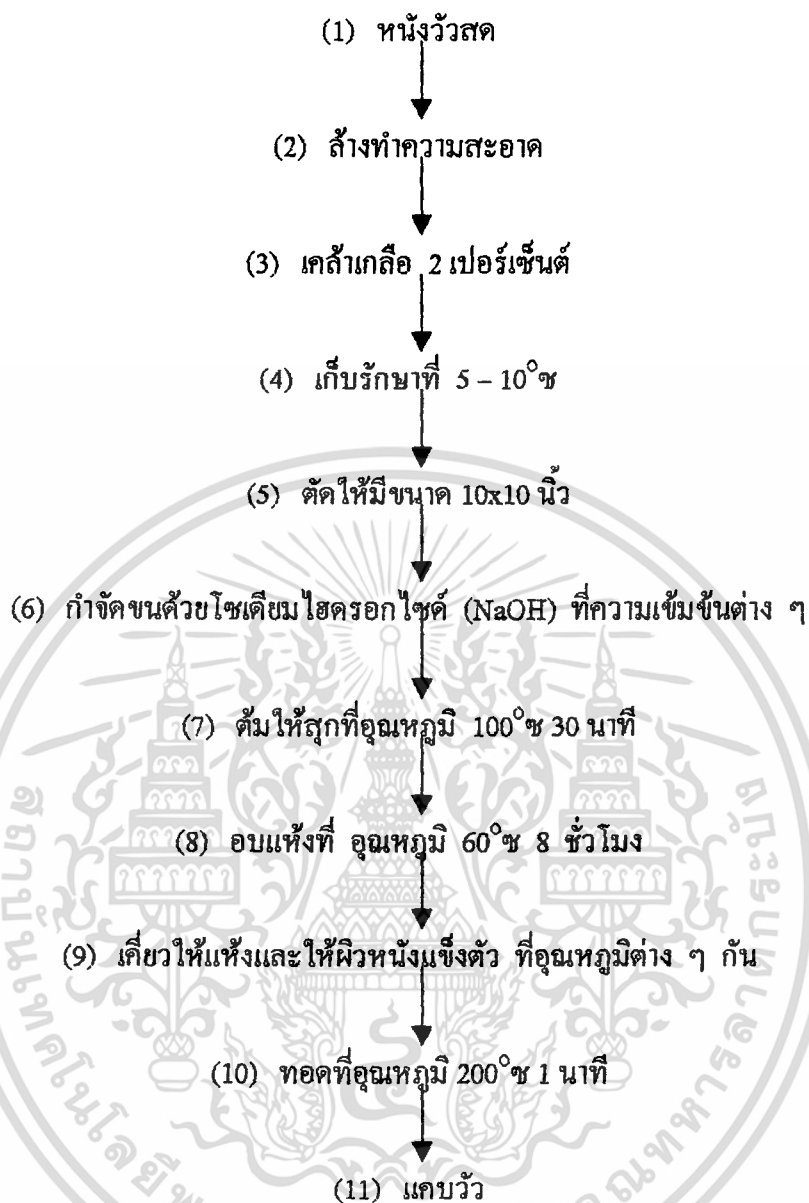 (1) หนังวัวสด
(2) ล้างทำความสะอาด
(3) เคล้าเกลือ 2 เปอร์เซ็นต์
(4) เก็บรักษาที่ 5 – 10°ซ
(5) ตัดให้มีขนาด 10x10 นิ้ว
(6) กำจัดขนด้วยโซเดียมไฮดรอกไซด์ (NaOH) ที่ความเข้มข้นต่าง ๆ
(7) ต้มให้สุกที่อุณหภูมิ 100°ซ 30 นาที
(8) อบแห้งที่ อุณหภูมิ 60°ซ 8 ชั่วโมง
(9) เคี่ยวให้แห้งและให้ผิวหนังแข็งตัว ที่อุณหภูมิต่าง ๆ กัน
(10) ทอดที่อุณหภูมิ 200°ซ 1 นาที
(11) แคบวัว